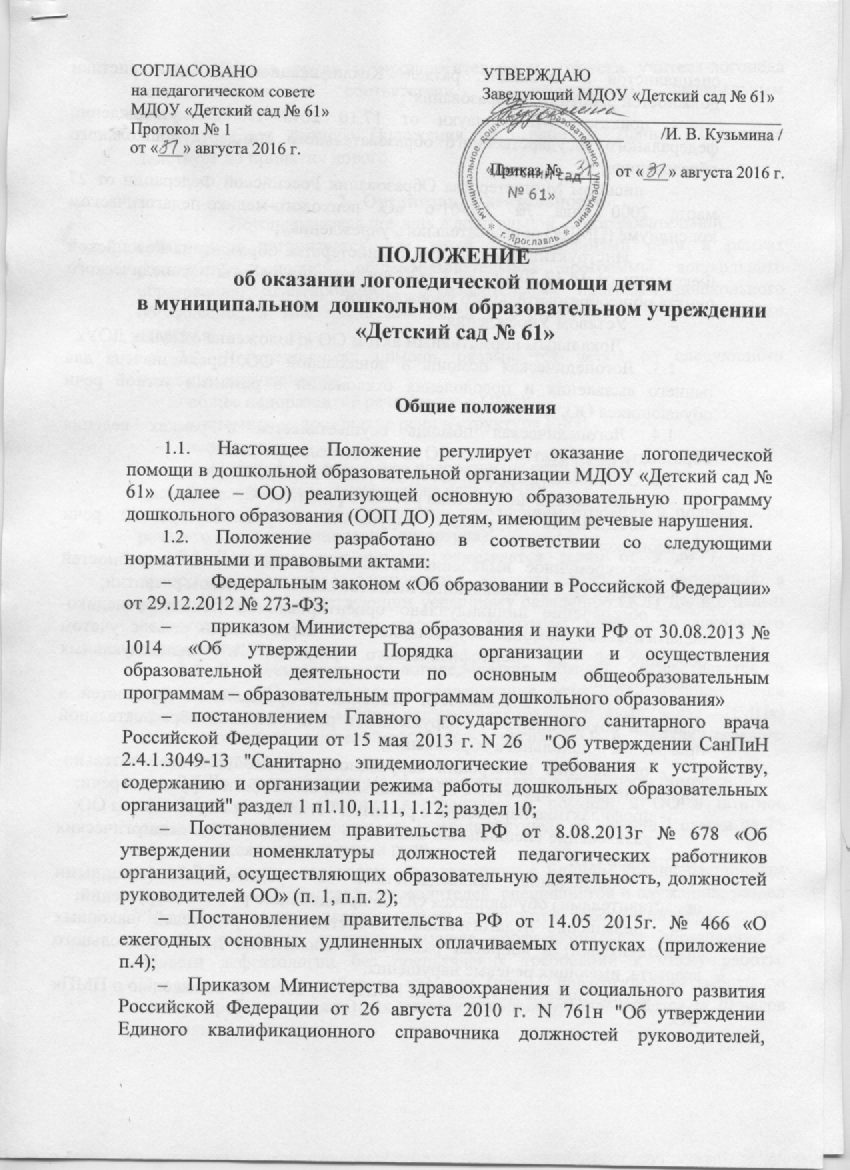 СОГЛАСОВАНО
на педагогическом совете
МДОУ «Детский сад № 61»
Протокол № 1
от «31» августа 2016 г.
УТВЕРЖДАЮ
Заведующий МДОУ «Детский сад № 61»
/И. В. Кузьмина /
Приказ № от «31» августа 2016 г.
муниципальное дошкольное образовательное учреждение
«Детский сад
№ 61»
г. Ярославль
ПОЛОЖЕНИЕ
об оказании логопедической помощи детям
в муниципальном дошкольном образовательном учреждении
«Детский сад № 61»
Общие положения
1.1. Настоящее Положение регулирует оказание логопедической
помощи в дошкольной образовательной организации МДОУ «Детский сад №
61» (далее – ОО) реализующей основную образовательную программу
дошкольного образования (ООП ДО) детям, имеющим речевые нарушения.
1.2. Положение разработано в соответствии со следующими
нормативными и правовыми актами:
– Федеральным законом «Об образовании в Российской Федерации»
от 29.12.2012 № 273-ФЗ;
– приказом Министерства образования и науки РФ от 30.08.2013 №
1014 «Об утверждении Порядка организации и осуществления
образовательной деятельности по основным общеобразовательным
программам – образовательным программам дошкольного образования»
– постановлением Главного государственного санитарного врача
Российской Федерации от 15 мая 2013 г. N 26 "Об утверждении СанПиН
2.4.1.3049-13 "Санитарно эпидемиологические требования к устройству,
содержанию и организации режима работы дошкольных образовательных
организаций" раздел 1 п1.10, 1.11, 1.12; раздел 10;
– Постановлением правительства РФ от 8.08.2013г № 678 «Об
утверждении номенклатуры должностей педагогических работников
организаций, осуществляющих образовательную деятельность, должностей
руководителей ОО» (п. 1, п.п. 2);
– Постановлением правительства РФ от 14.05 2015г. № 466 «О
ежегодных основных удлиненных оплачиваемых отпусках (приложение
п.4);
– Приказом Министерства здравоохранения и социального развития
Российской Федерации от 26 августа 2010 г. N 761н "Об утверждении
Единого квалификационного справочника должностей руководителей,